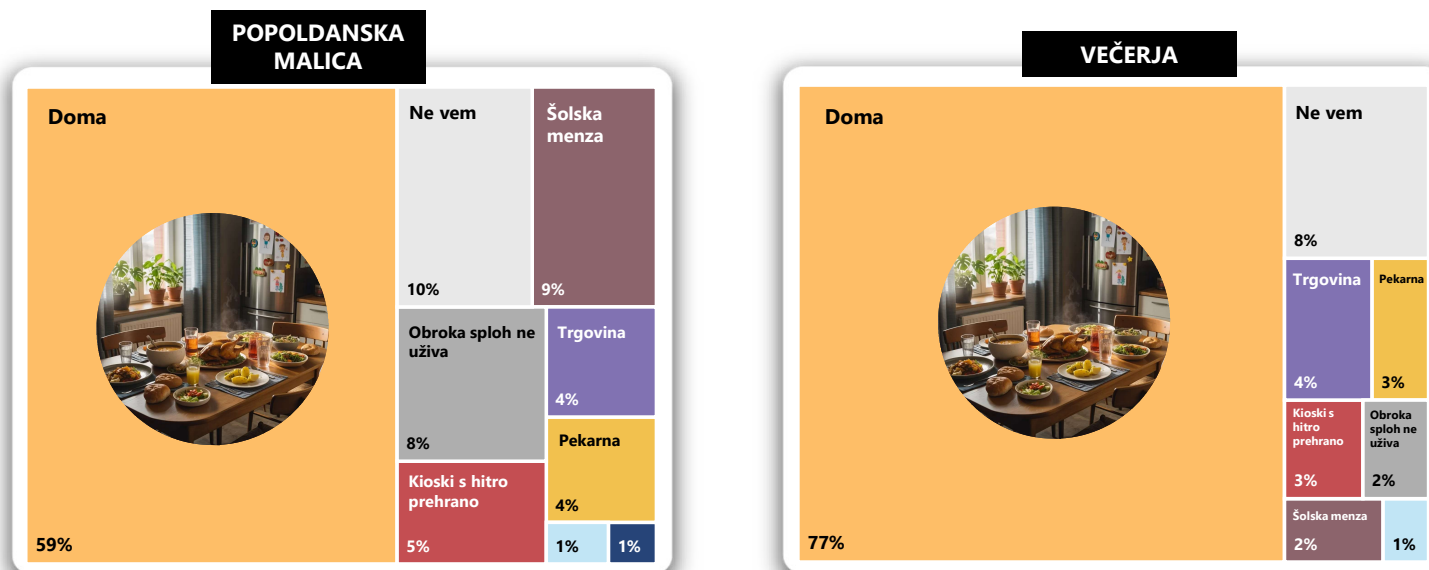 POPOLDANSKA
MALICA
Doma
59%
Ne vem
10%
Šolska
menza
9%
Obroka sploh ne
uživa
8%
Trgovina
4%
Pekarna
4%
Kioski s hitro
prehrano
5%
1%
1%
VEČERJA
Doma
77%
Ne vem
8%
Trgovina
4%
Pekarna
3%
Kioski s
hitro
prehrano
3%
Obroka
sploh ne
uživa
2%
Šolska menza
2%
1%